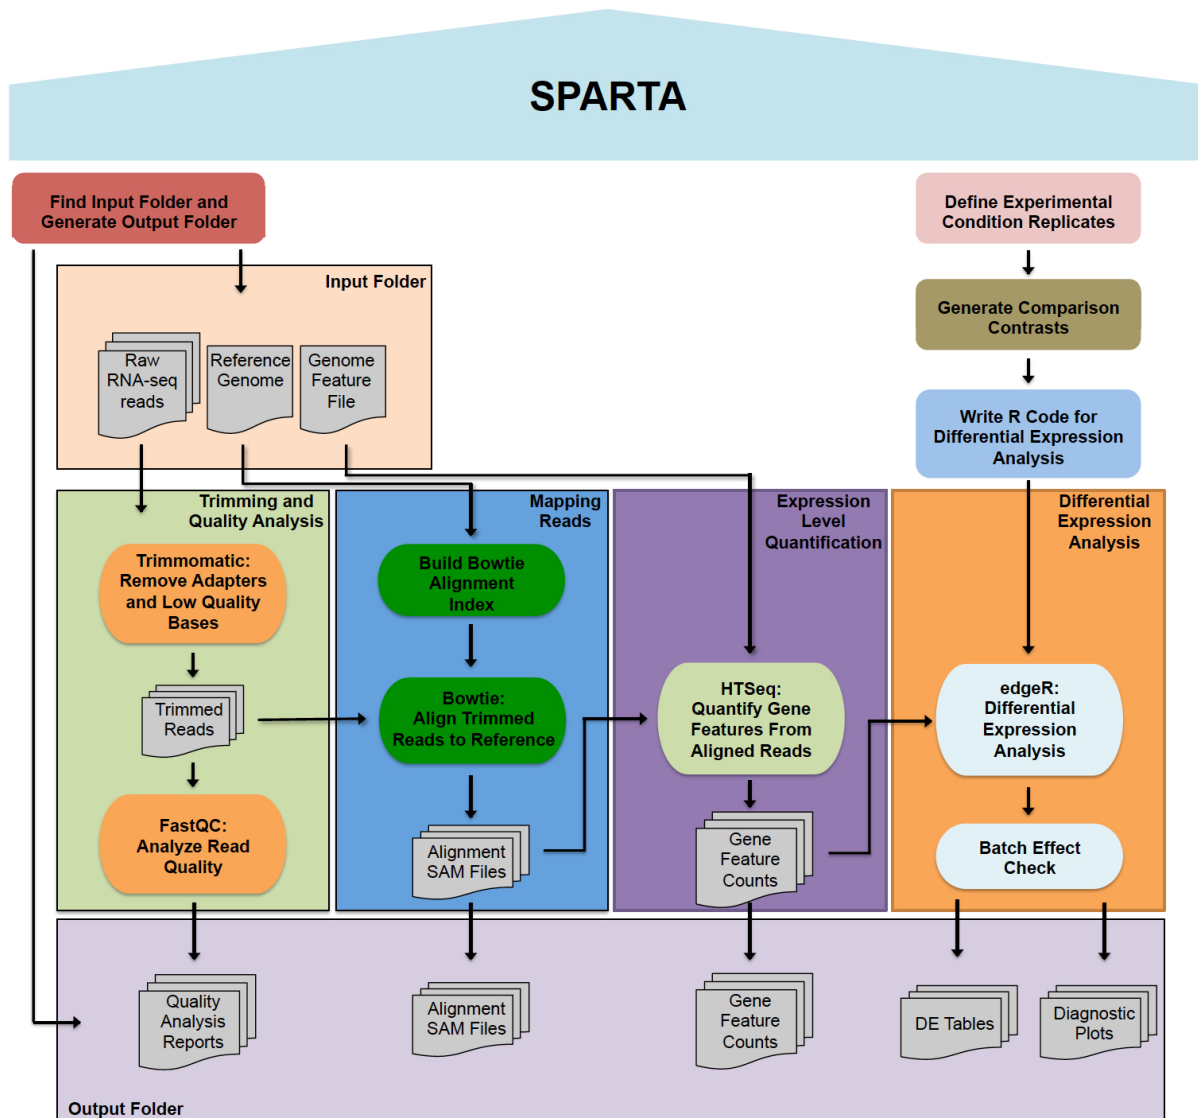 SPARTA
Find Input Folder and
Generate Output Folder
Define Experimental
Condition Replicates
Input Folder
Generate Comparison
Contrasts
Raw
RNA-seq
reads
Reference
Genome
Genome
Feature
File
Write R Code for
Differential Expression
Analysis
Trimming and
Quality Analysis
Mapping
Reads
Expression
Level
Quantification
Differential
Expression
Analysis
Trimmomatic:
Remove Adapters
and Low Quality
Bases
Build Bowtie
Alignment
Index
Trimmed
Reads
Bowtie:
Align Trimmed
Reads to Reference
HTSeq:
Quantify Gene
Features From
Aligned Reads
edgeR:
Differential
Expression
Analysis
FastQC:
Analyze Read
Quality
Alignment
SAM Files
Gene
Feature
Counts
Batch Effect
Check
Quality
Analysis
Reports
Alignment
SAM Files
Gene
Feature
Counts
DE Tables
Diagnostic
Plots
Output Folder